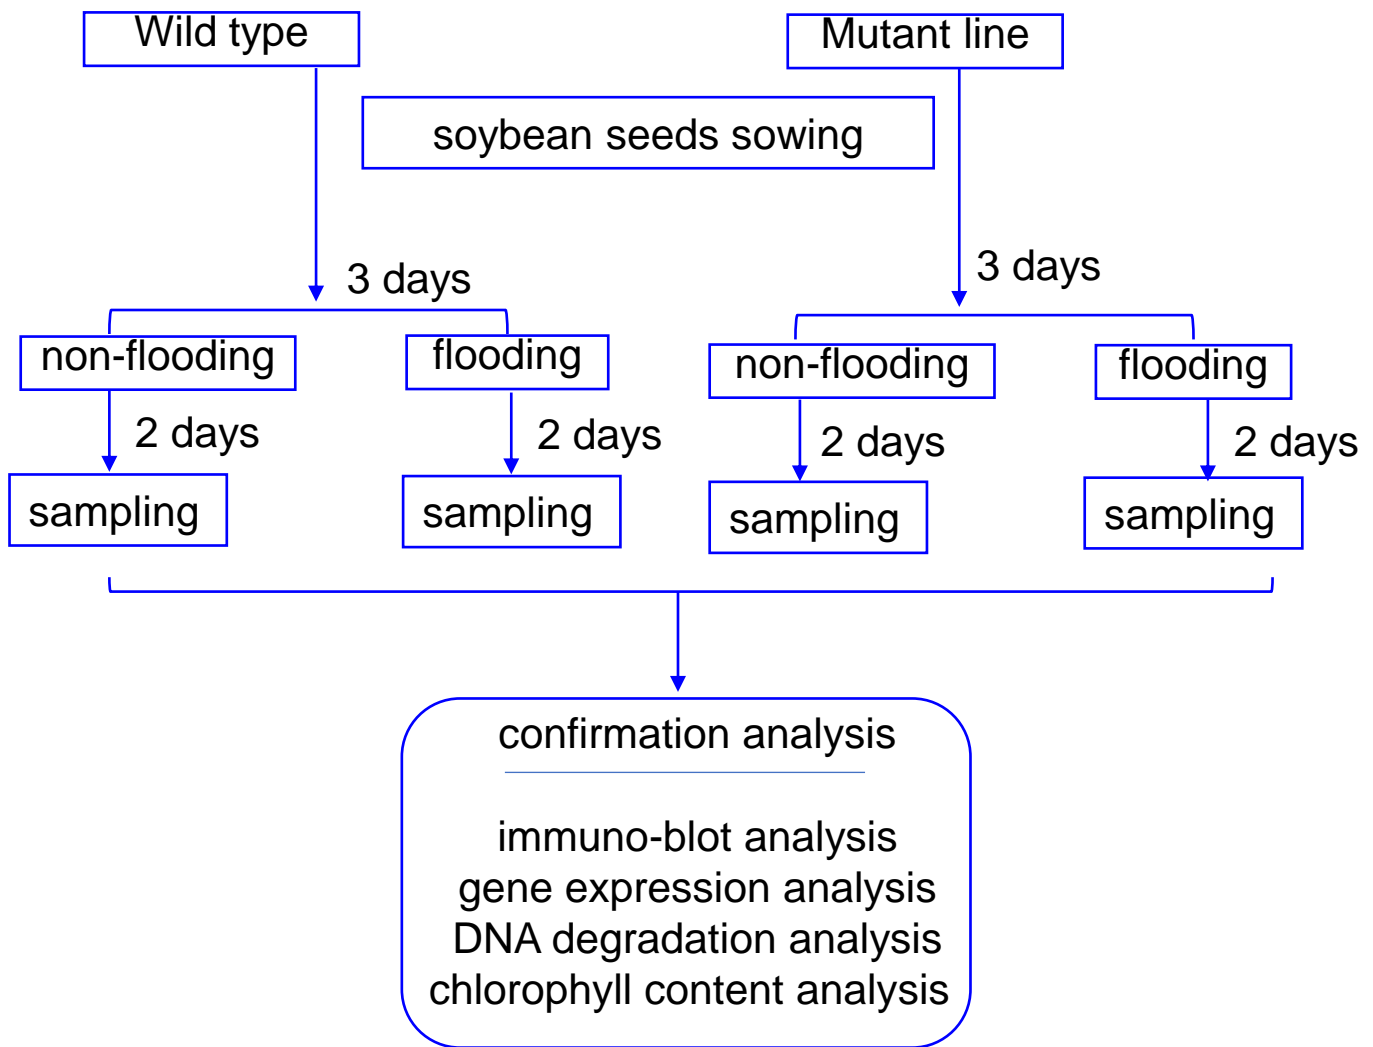 Wild type
Mutant line
soybean seeds sowing
3 days
3 days
non-flooding
flooding
non-flooding
flooding
2 days
2 days
2 days
2 days
sampling
sampling
sampling
sampling
confirmation analysis
immuno-blot analysis
gene expression analysis
DNA degradation analysis
chlorophyll content analysis